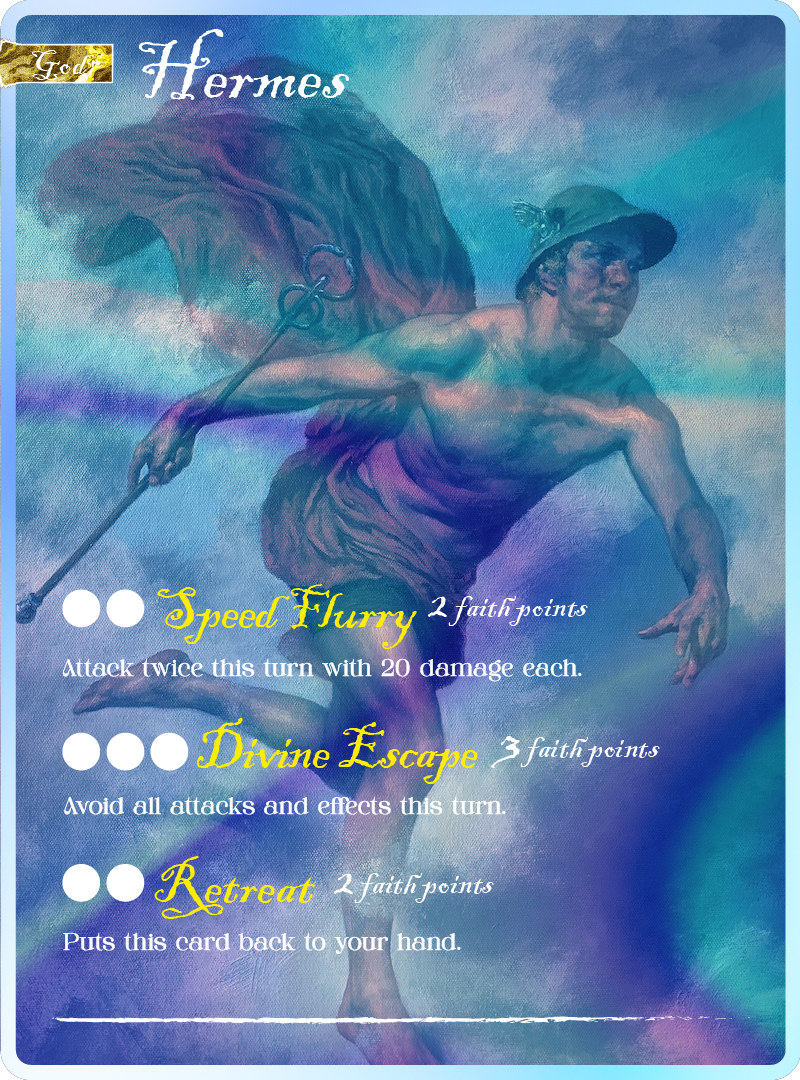 Gods
Hermes
Speed Flurry 2 faith points
Attack twice this turn with 20 damage each.
Divine Escape 3 faith points
Avoid all attacks and effects this turn.
Retreat 2 faith points
Puts this card back to your hand.